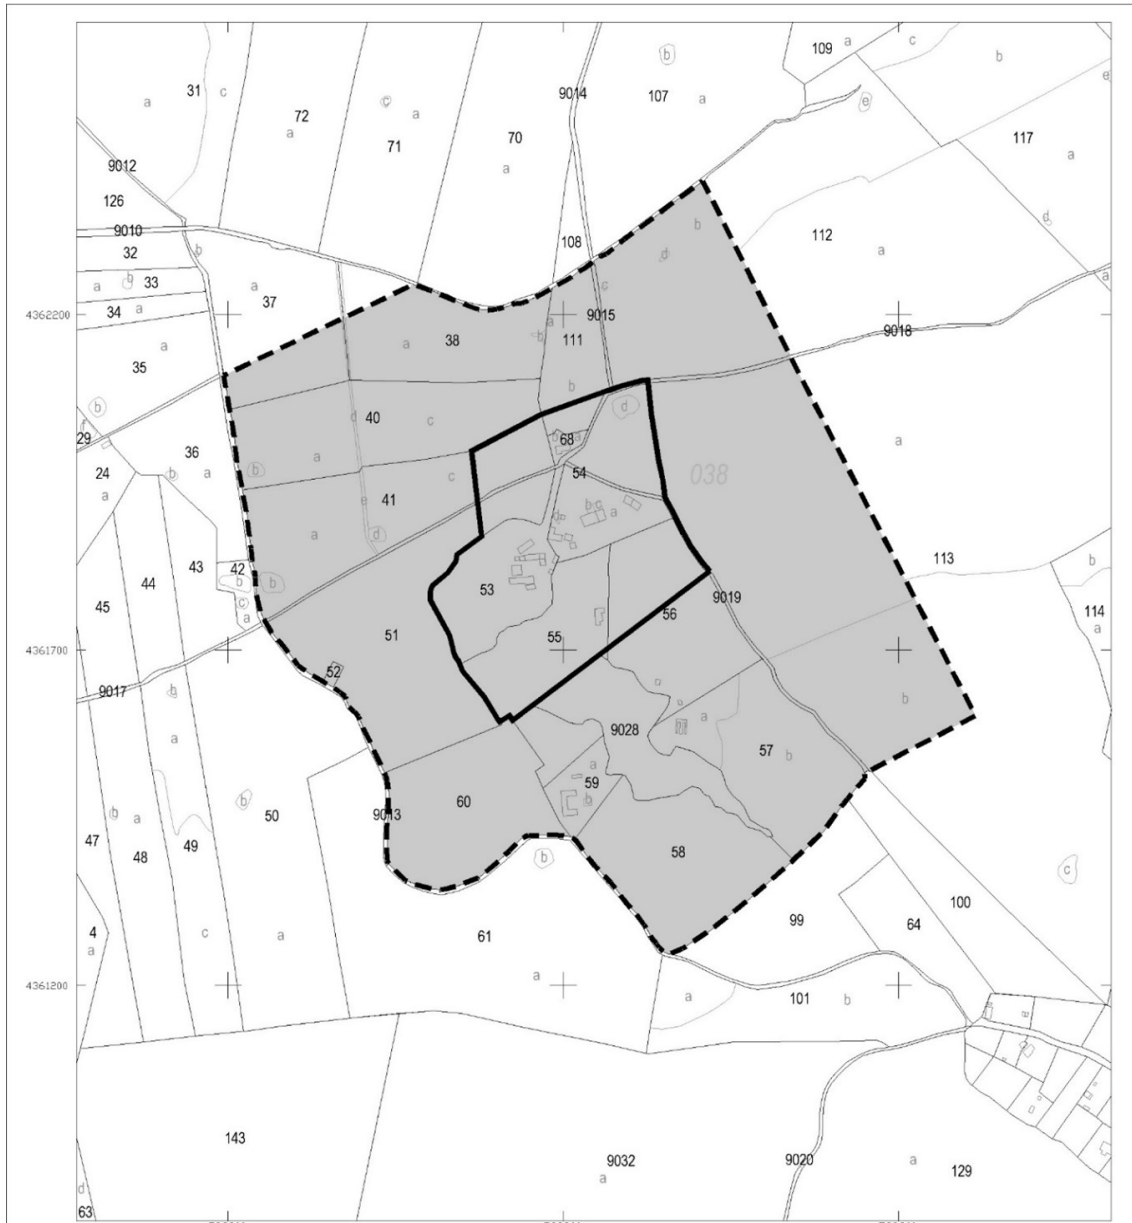 109 a c
b b
31 c a 9014 107 a e
a 72 c a 70 e
a 71 117
9012 a a
126
9010 108 b 112 d
32 b d a
b a 37 c a
a 33
34 a a 9015 9018
4362200
35 a 38 b 111
a
b b
f d 40 c d
29 36 a 68
24 b a b 54 038 a
a 41 c
e b c
a d a
43 113
44 42 b
b b 53
45 c 9019 114
a 51 56 a
55
4361700
52
9017 b b
a 9028 a
57 b
a
b 59
9013 60 b
b a 50
47 49
48 58
b c
100
4 c a 99 64
a 61
a
4361200
a 101 b
143
9032 9020 a 129
a
d
63